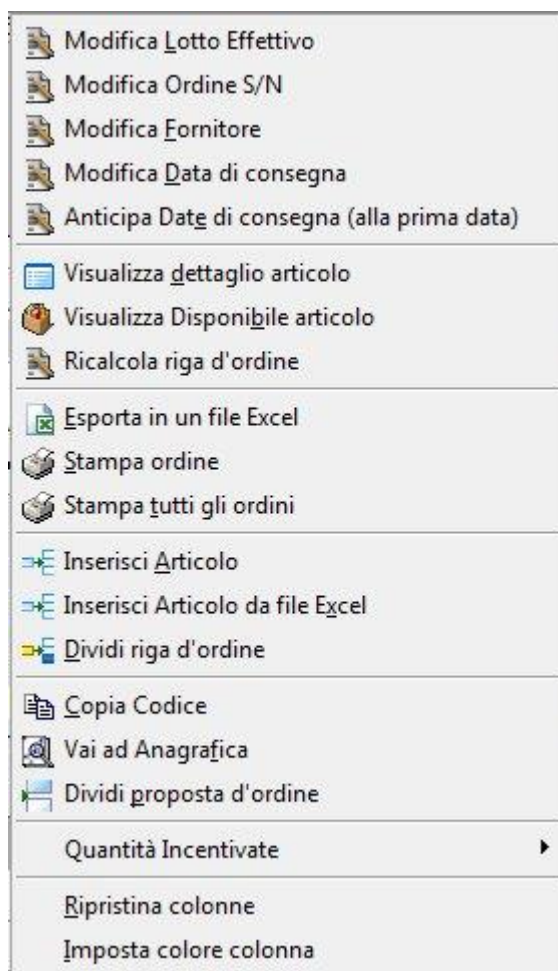 Modifica Lotto Effettivo
Modifica Ordine S/N
Modifica Fornitore
Modifica Data di consegna
Anticipa Date di consegna (alla prima data)
Visualizza dettaglio articolo
Visualizza Disponibile articolo
Ricalcola riga d'ordine
Esporta in un file Excel
Stampa ordine
Stampa tutti gli ordini
Inserisci Articolo
Inserisci Articolo da file Excel
Dividi riga d'ordine
Copia Codice
Vai ad Anagrafica
Dividi proposta d'ordine
Quantità Incentivate
Ripristina colonne
Imposta colore colonna